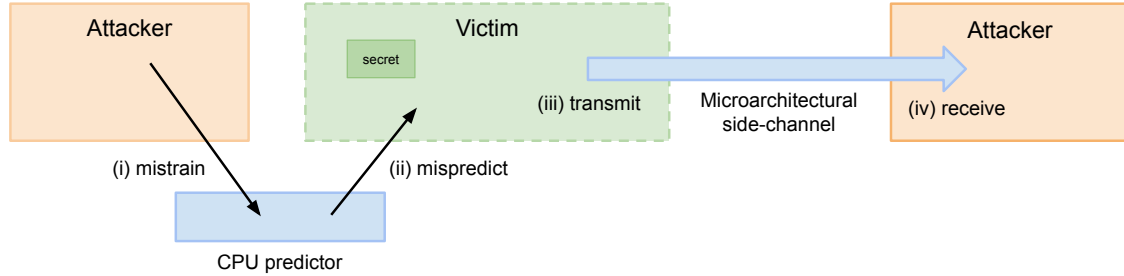 Attacker
Victim
Attacker
secret
(iii) transmit
Microarchitectural
side-channel
(iv) receive
(i) mistrain
(ii) mispredict
CPU predictor